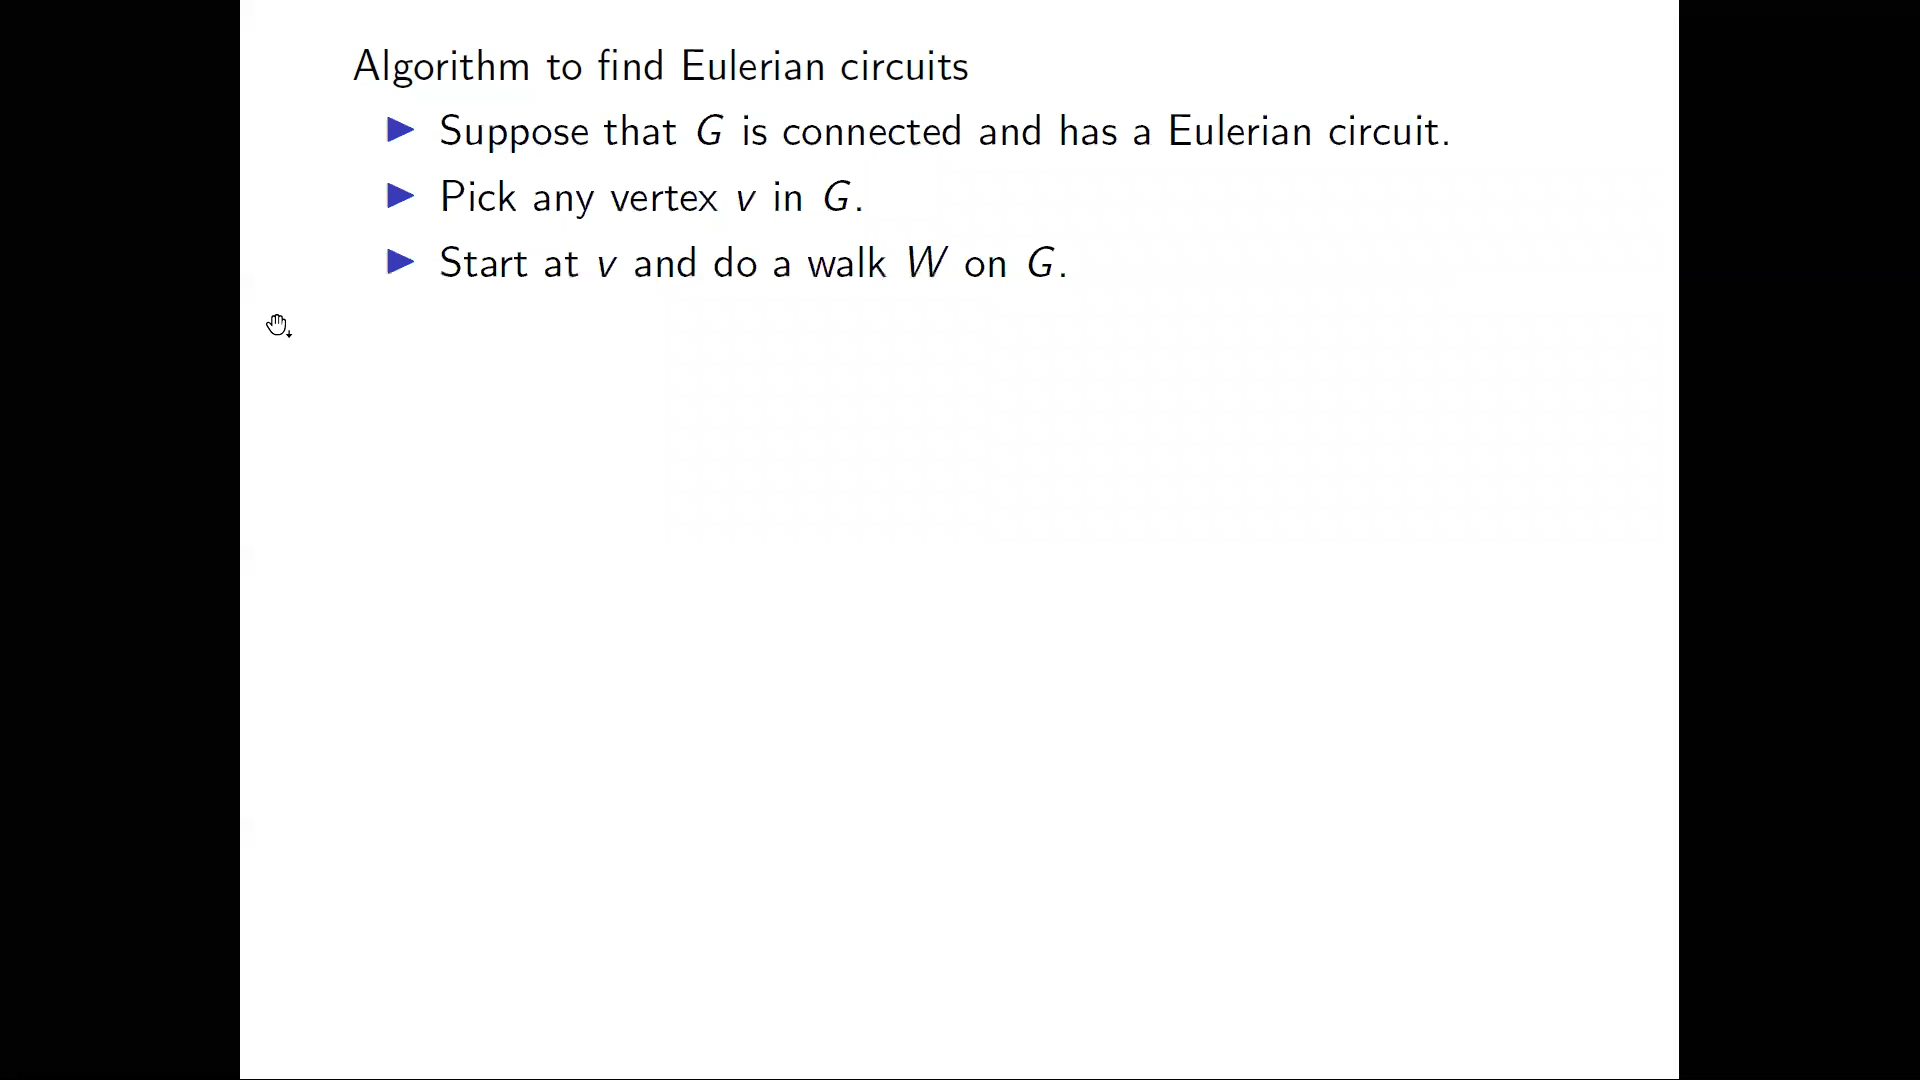 Algorithm to find Eulerian circuits
▶ Suppose that G is connected and has a Eulerian circuit.
▶ Pick any vertex v in G.
▶ Start at v and do a walk W on G.